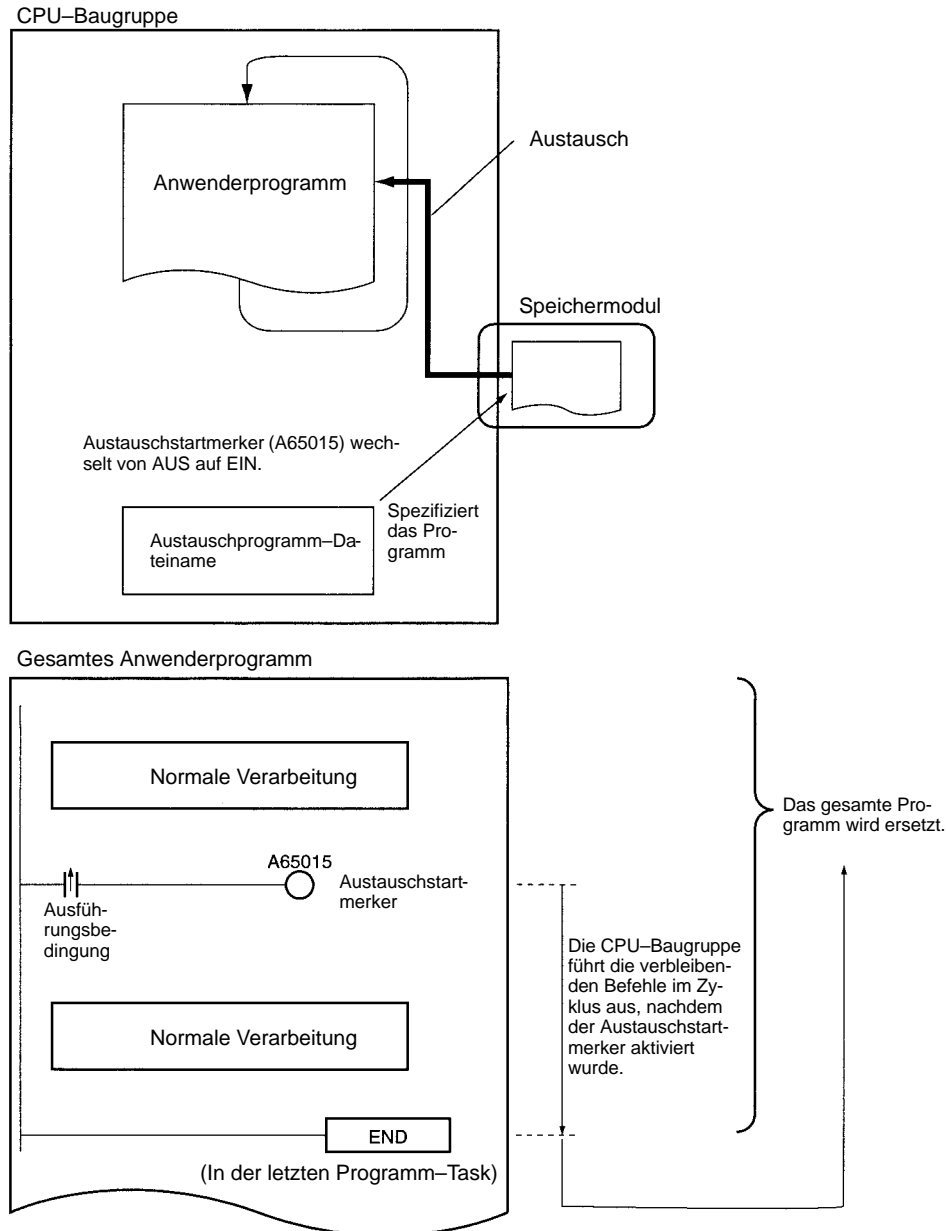 CPU–Baugruppe
Austausch
Anwenderprogramm
Speichermodul
Austauschstartmerker (A65015) wech-
selt von AUS auf EIN.
Spezifiziert
das Pro-
gramm
Austauschprogramm–Da-
teiname
Gesamtes Anwenderprogramm
Normale Verarbeitung
Das gesamte Pro-
gramm wird ersetzt.
A65015
Austauschstart-
merker
Ausfüh-
rungsbe-
dingung
Die CPU–Baugruppe
führt die verbleiben-
den Befehle im Zy-
klus aus, nachdem
der Austauschstart-
merker aktiviert
wurde.
Normale Verarbeitung
END
(In der letzten Programm–Task)